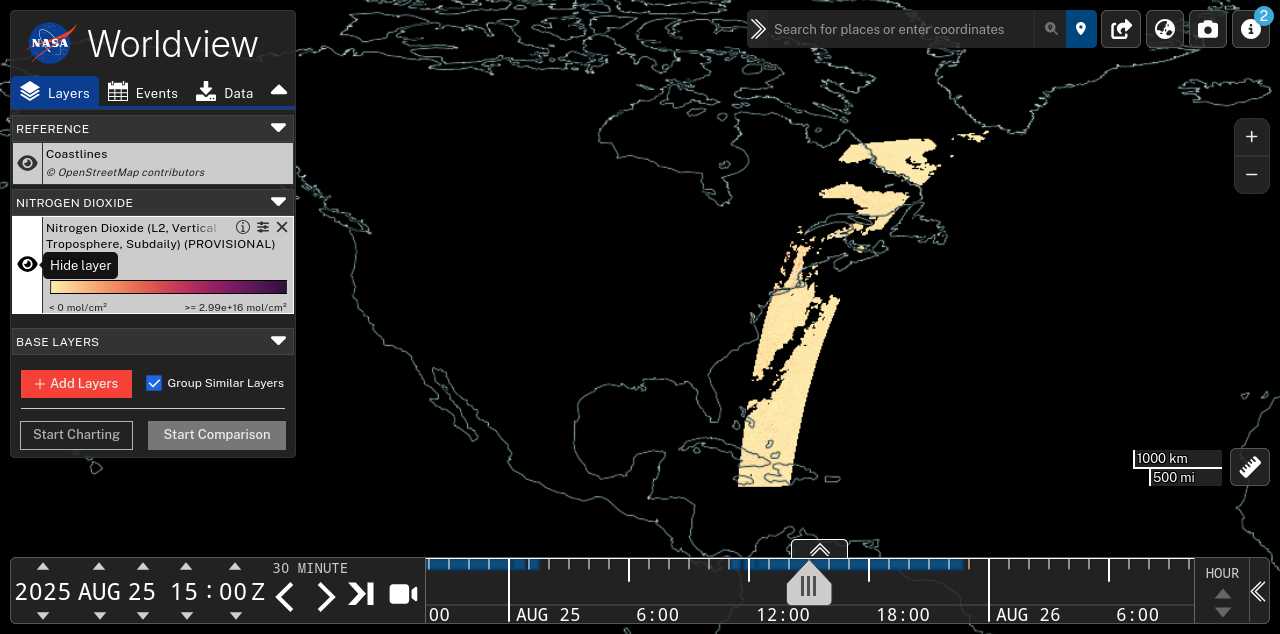 NASA Worldview
Search for places or enter coordinates
2
Layers
Events
Data
REFERENCE
Coastlines
© OpenStreetMap contributors
NITROGEN DIOXIDE
Nitrogen Dioxide (L2, Vertical
Troposphere, Subdaily) (PROVISIONAL)
Hide layer
< 0 mol/cm² >= 2.99e+16 mol/cm²
BASE LAYERS
+ Add Layers
Group Similar Layers
Start Charting
Start Comparison
1000 km
500 mi
30 MINUTE
2025 AUG 25 15:00 Z
00 AUG 25 6:00 12:00 18:00 AUG 26 6:00
HOUR